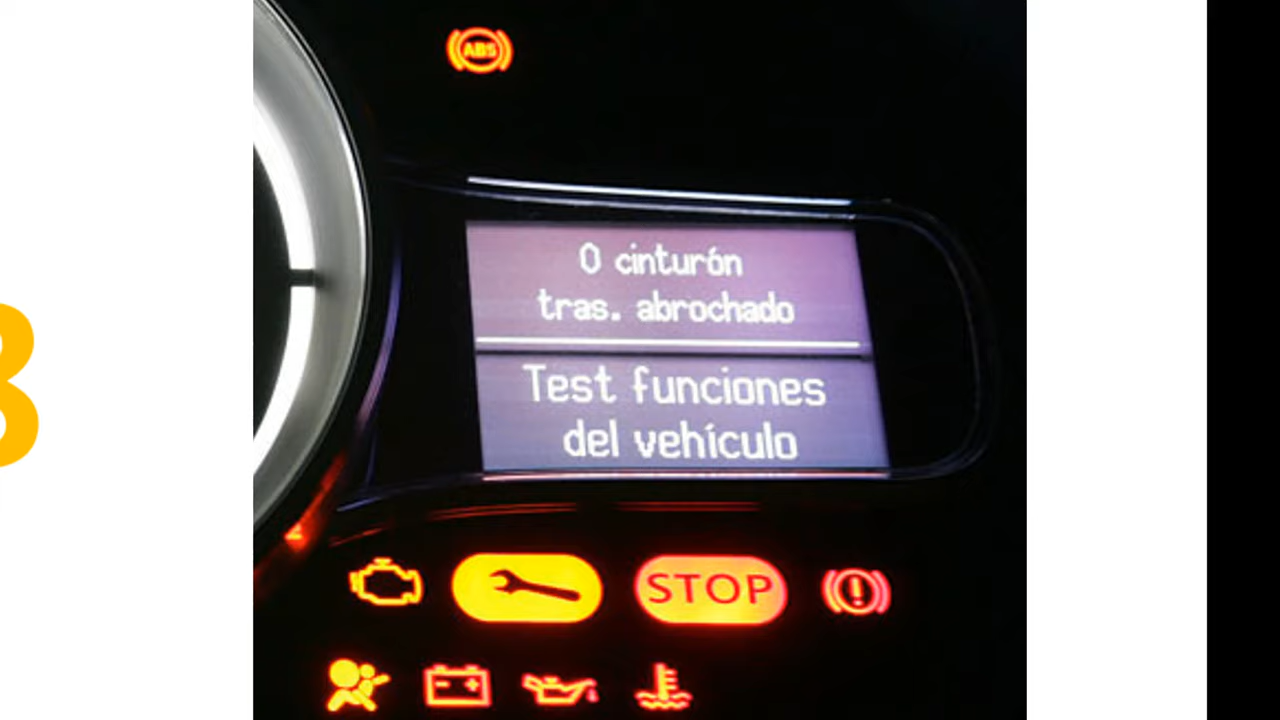 ABS
0 cinturón
tras. abrochado
Test funciones
del vehículo
STOP